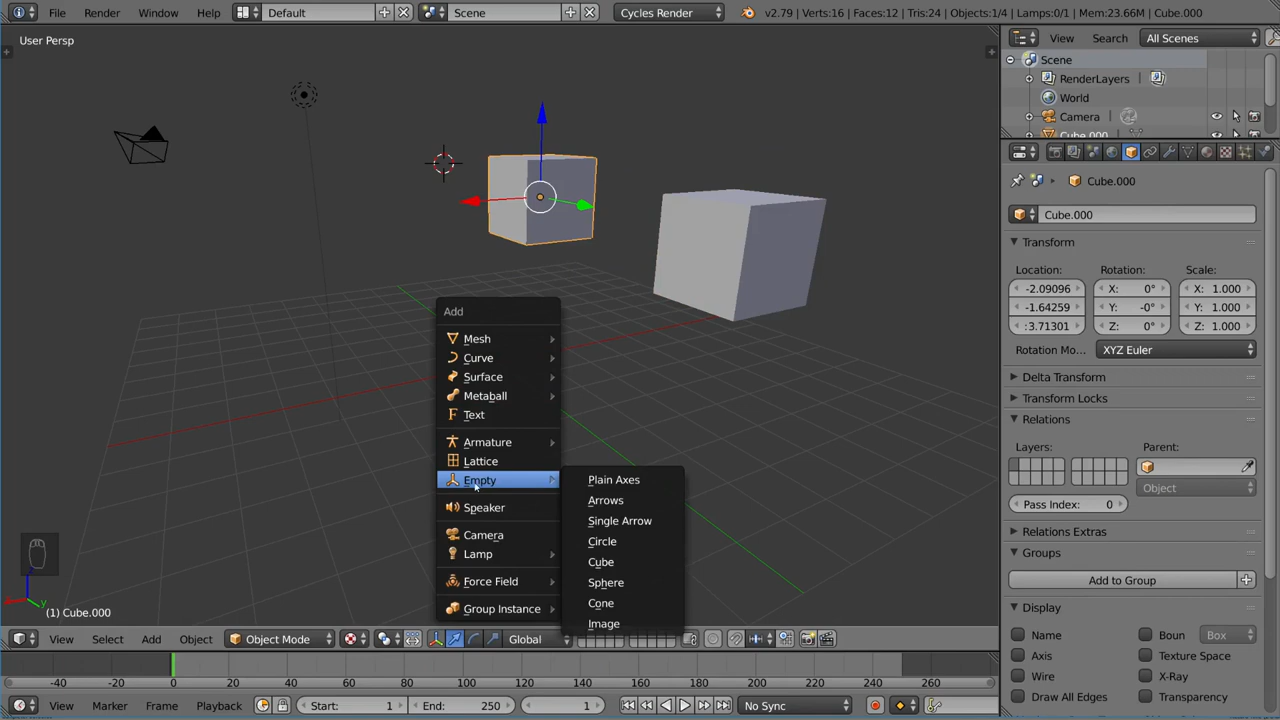 File Render Window Help Default Scene Cycles Render v2.79 | Verts:16 | Faces:12 | Tris:24 | Objects:1/4 | Lamps:0/1 | Mem:23.66M | Cube.000
User Persp
View Search All Scenes
Scene
RenderLayers
World
Camera
Cube.000
Cube.000
Cube.000
Transform
Location: Rotation: Scale:
-2.09096 X: 0° X: 1.000
-1.64259 Y: -0° Y: 1.000
:3.71301 Z: 0° Z: 1.000
Rotation Mo... XYZ Euler
Delta Transform
Transform Locks
Relations
Layers: Parent:
Object
Pass Index: 0
Relations Extras
Groups
Add to Group
Display
Name Boun Box
Axis Texture Space
Wire X-Ray
Draw All Edges Transparency
Add
Mesh
Curve
Surface
Metaball
Text
Armature
Lattice
Empty
Speaker
Camera
Lamp
Force Field
Group Instance
Plain Axes
Arrows
Single Arrow
Circle
Cube
Sphere
Cone
Image
(1) Cube.000
View Select Add Object Object Mode Global
-40 -20 0 20 40 60 80 100 120 140 160 180 200 220 240 260
View Marker Frame Playback Start: 1 End: 250 1 No Sync